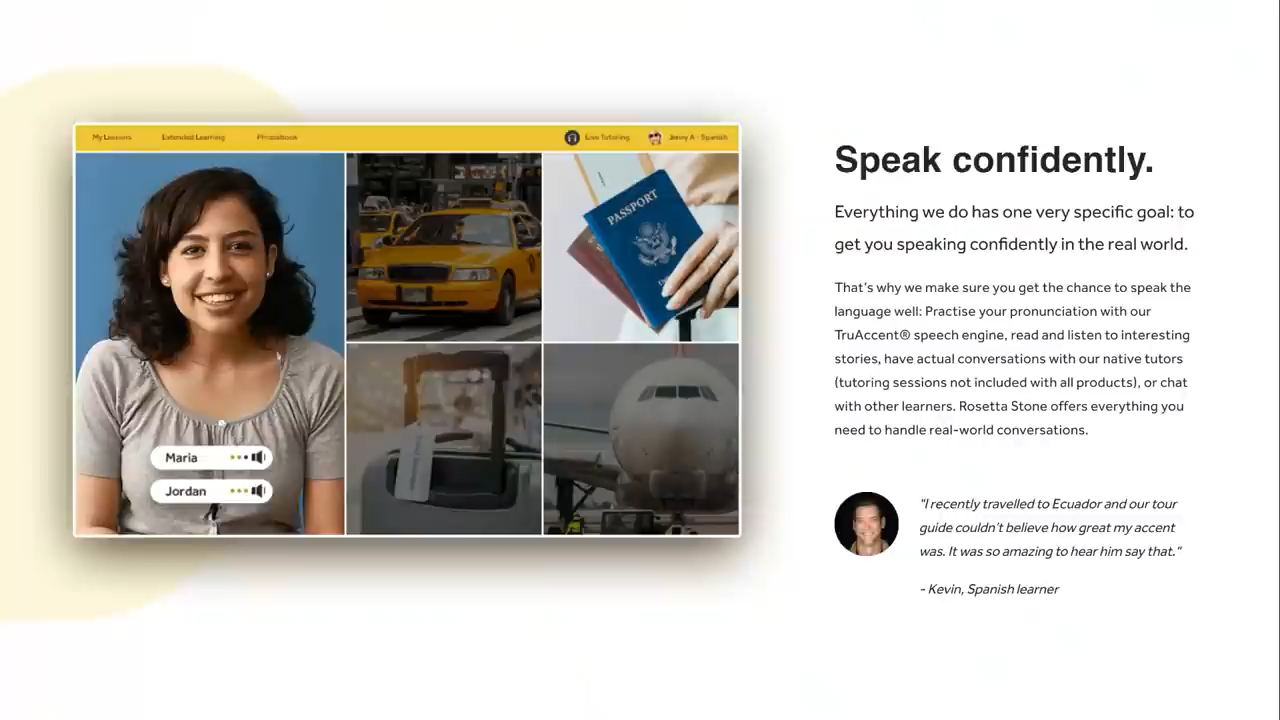 My Lessons Extended Learning Phrasebook Live Tutoring Jenny A - Spanish
PASSPORT
Maria
Jordan
Speak confidently.
Everything we do has one very specific goal: to
get you speaking confidently in the real world.
That's why we make sure you get the chance to speak the
language well: Practise your pronunciation with our
TruAccent® speech engine, read and listen to interesting
stories, have actual conversations with our native tutors
(tutoring sessions not included with all products), or chat
with other learners. Rosetta Stone offers everything you
need to handle real-world conversations.
"I recently travelled to Ecuador and our tour
guide couldn't believe how great my accent
was. It was so amazing to hear him say that."
- Kevin, Spanish learner